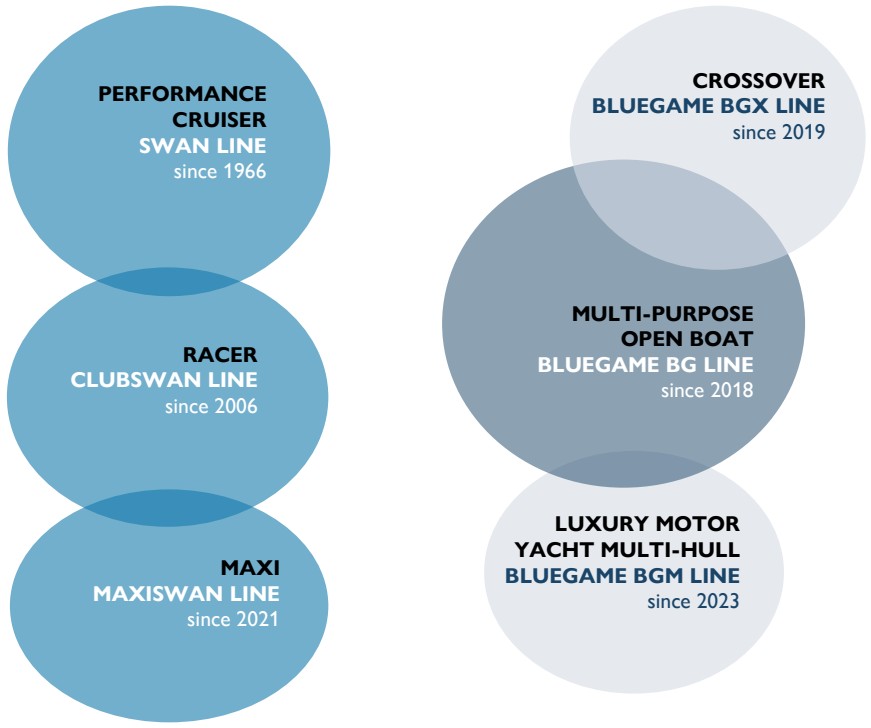 PERFORMANCE
CRUISER
SWAN LINE
since 1966
RACER
CLUBSWAN LINE
since 2006
MAXI
MAXISWAN LINE
since 2021
CROSSOVER
BLUEGAME BGX LINE
since 2019
MULTI-PURPOSE
OPEN BOAT
BLUEGAME BG LINE
since 2018
LUXURY MOTOR
YACHT MULTI-HULL
BLUEGAME BGM LINE
since 2023